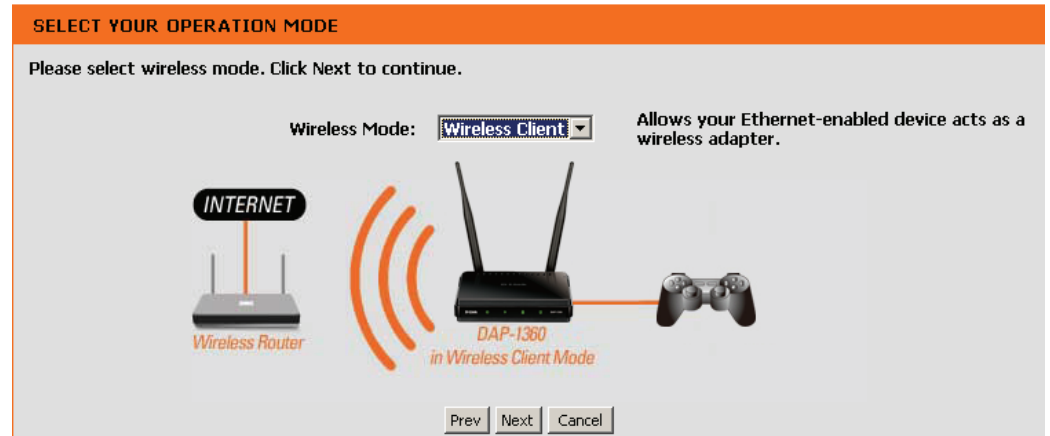 SELECT YOUR OPERATION MODE
Please select wireless mode. Click Next to continue.
Wireless Mode: Wireless Client Allows your Ethernet-enabled device acts as a
wireless adapter.
INTERNET
Wireless Router
DAP-1360
in Wireless Client Mode
Prev Next Cancel